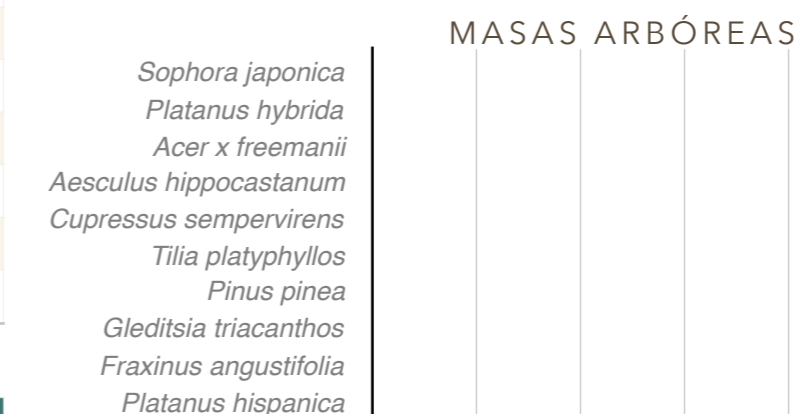 MASAS ARBÓREAS
Sophora japonica
Platanus hybrida
Acer x freemanii
Aesculus hippocastanum
Cupressus sempervirens
Tilia platyphyllos
Pinus pinea
Gleditsia triacanthos
Fraxinus angustifolia
Platanus hispanica